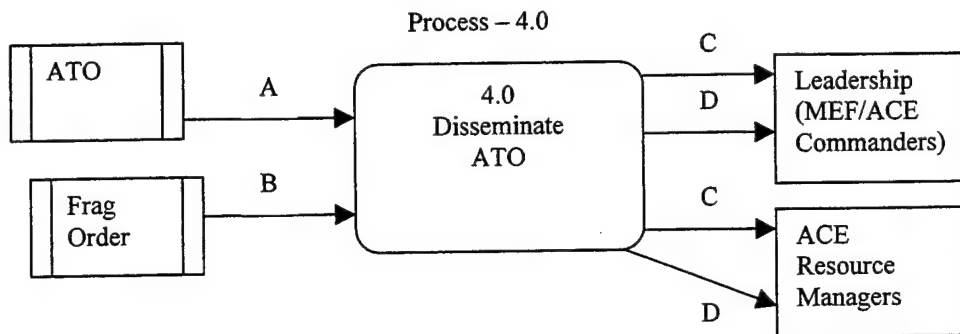 Process – 4.0
ATO
A
Frag
Order
B
4.0
Disseminate
ATO
C
D
Leadership
(MEF/ACE
Commanders)
C
D
ACE
Resource
Managers